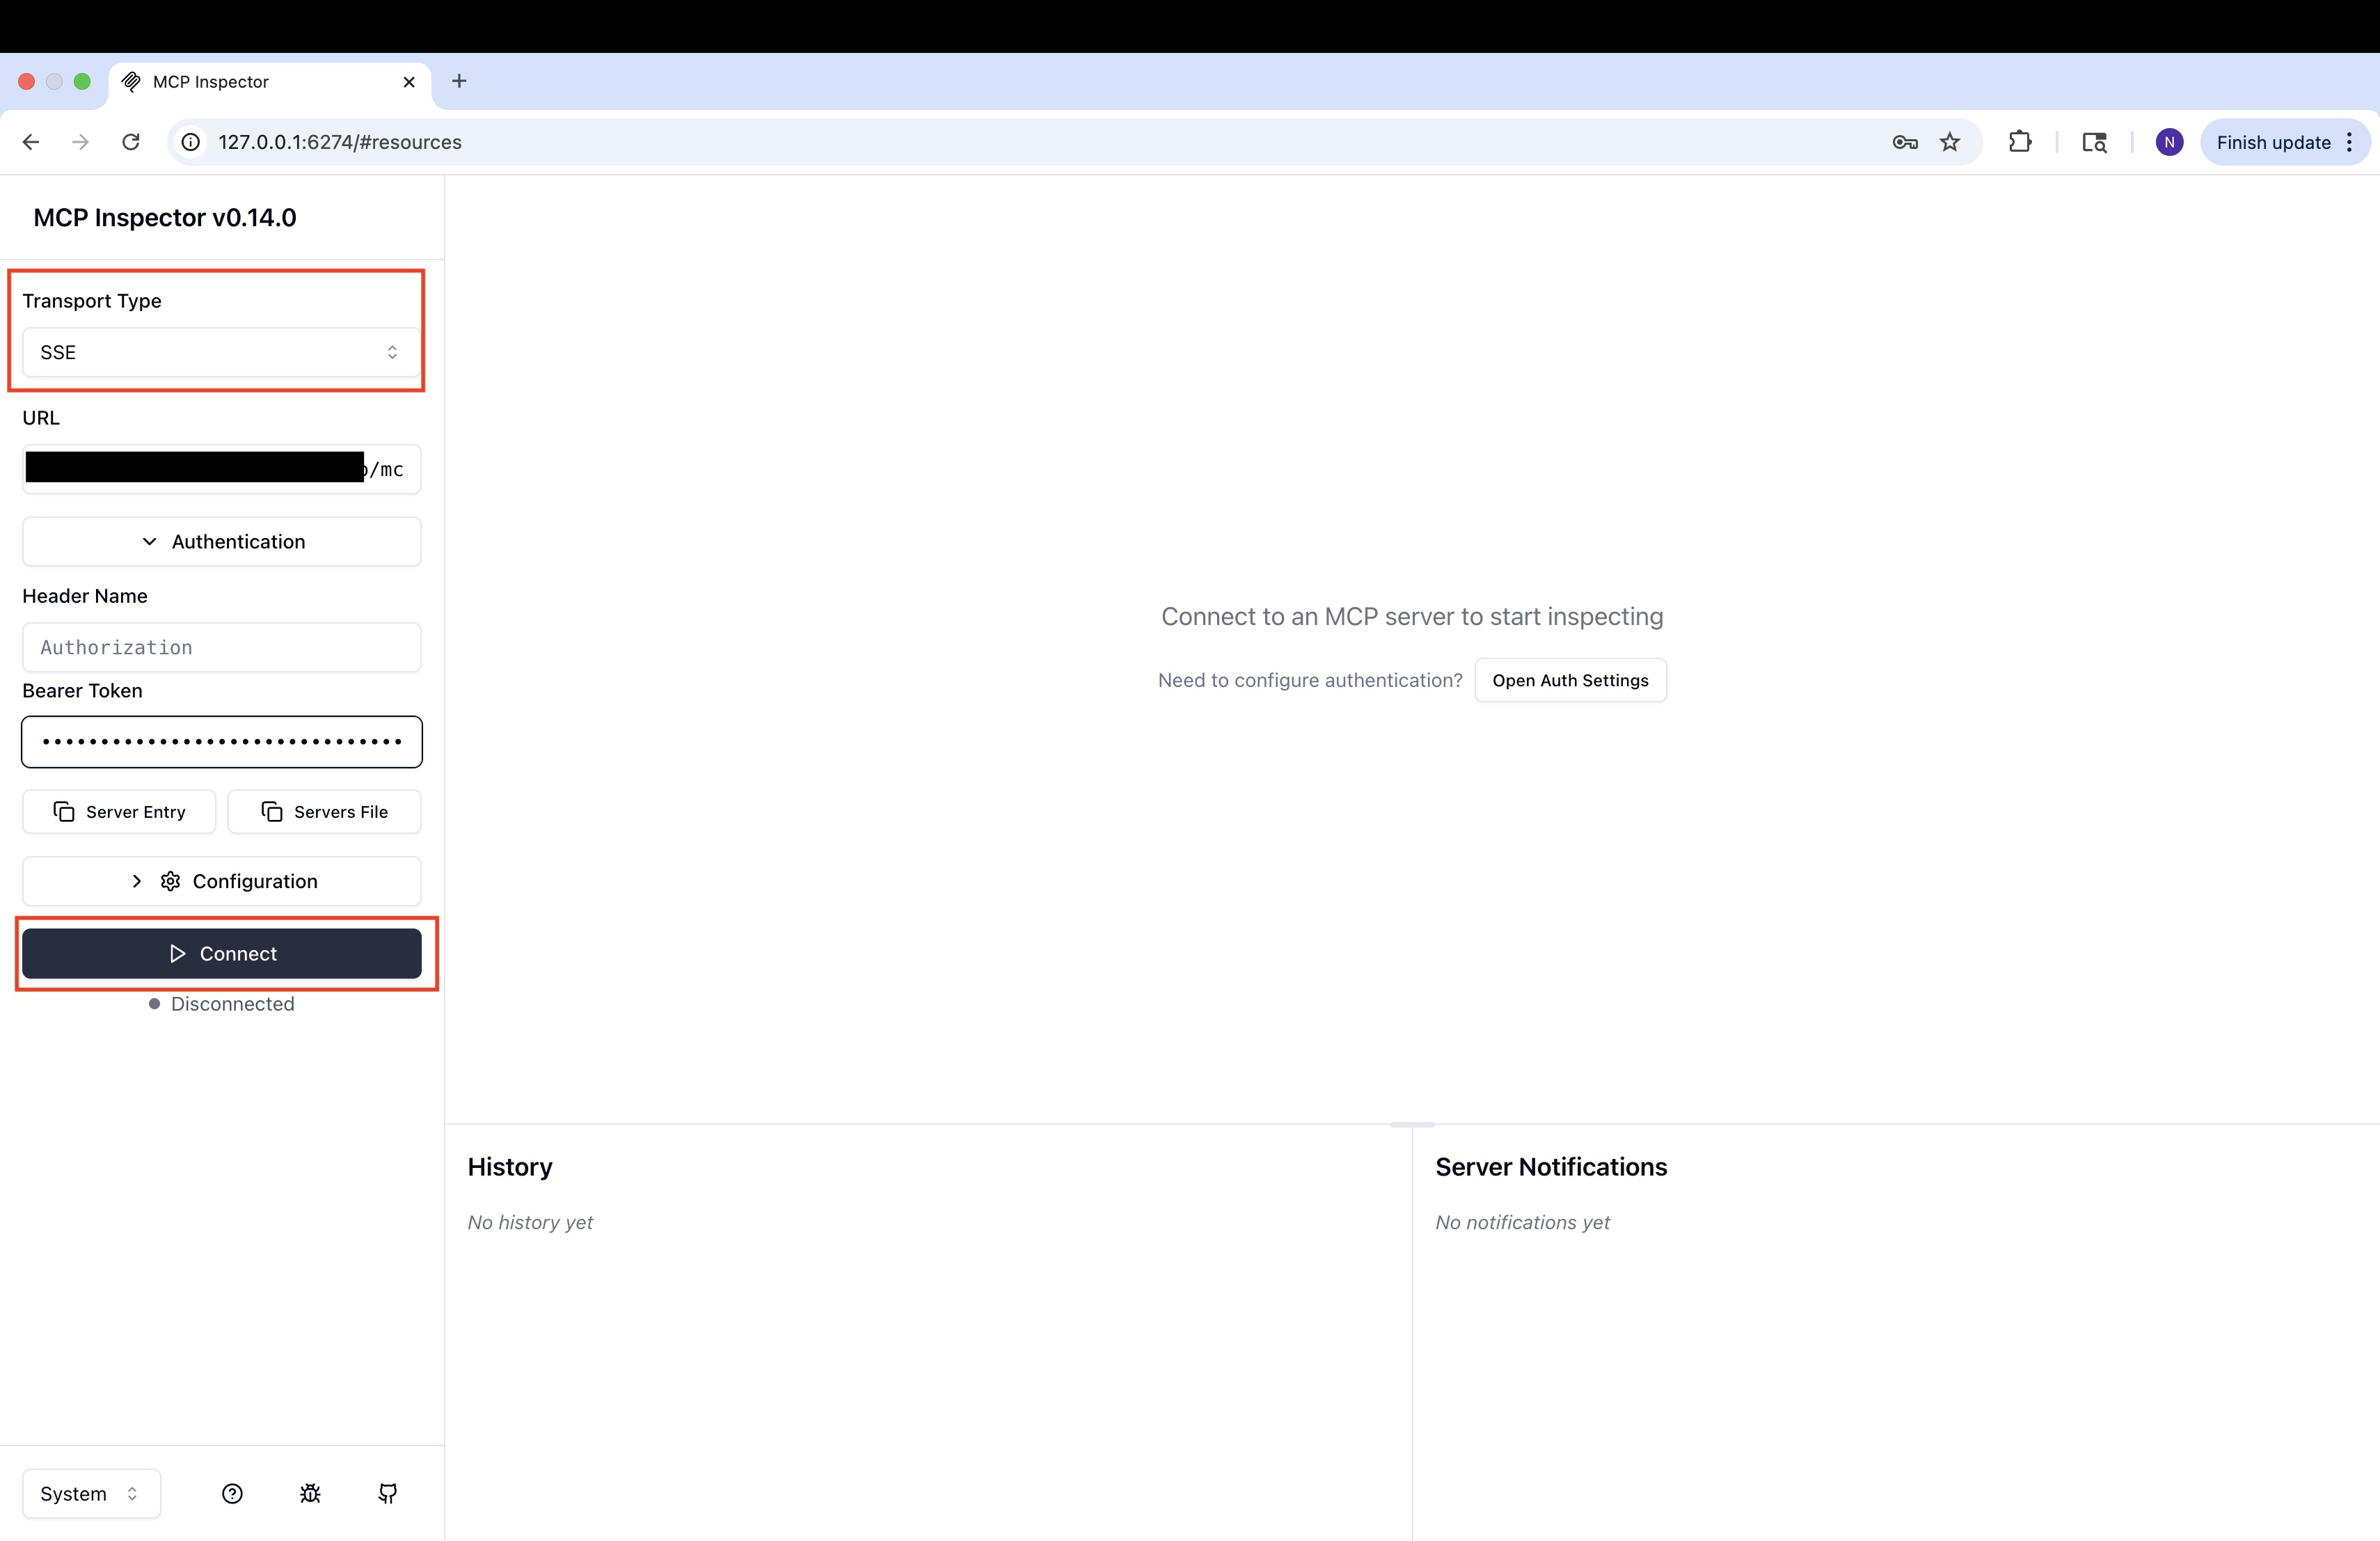 MCP Inspector
127.0.0.1:6274/#resources
N
Finish update
MCP Inspector v0.14.0
Transport Type
SSE
URL
/mc
Authentication
Header Name
Authorization
Bearer Token
Server Entry
Servers File
Configuration
Connect
Disconnected
System
Connect to an MCP server to start inspecting
Need to configure authentication?
Open Auth Settings
History
No history yet
Server Notifications
No notifications yet